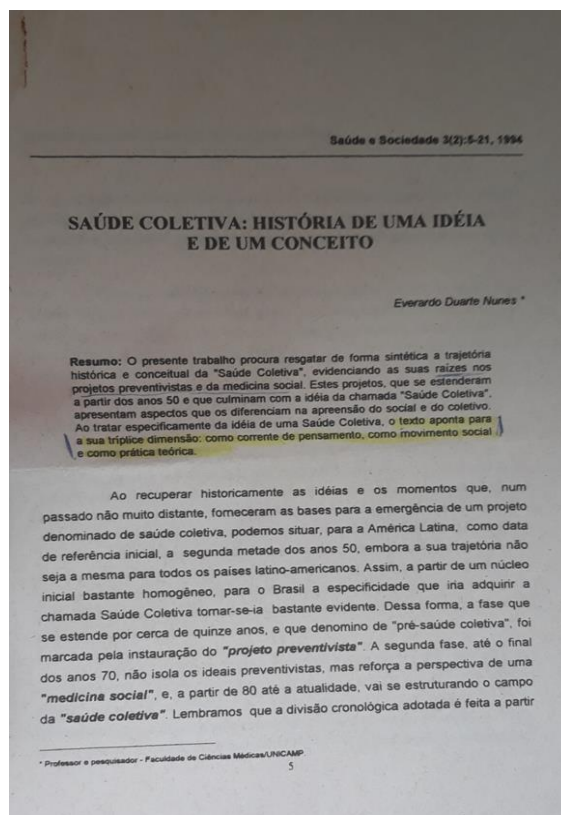 Saúde e Sociedade 3(2):5-21, 1994
SAÚDE COLETIVA: HISTÓRIA DE UMA IDÉIA
E DE UM CONCEITO
Everardo Duarte Nunes *
Resumo: O presente trabalho procura resgatar de forma sintética a trajetória
histórica e conceitual da "Saúde Coletiva", evidenciando as suas raízes nos
projetos preventivistas e da medicina social. Estes projetos, que se estenderam
a partir dos anos 50 e que culminam com a idéia da chamada "Saúde Coletiva",
apresentam aspectos que os diferenciam na apreensão do social e do coletivo.
Ao tratar especificamente da idéia de uma Saúde Coletiva, o texto aponta para
a sua tríplice dimensão: como corrente de pensamento, como movimento social
e como prática teórica.
Ao recuperar historicamente as idéias e os momentos que, num
passado não muito distante, forneceram as bases para a emergência de um projeto
denominado de saúde coletiva, podemos situar, para a América Latina, como data
de referência inicial, a segunda metade dos anos 50, embora a sua trajetória não
seja a mesma para todos os países latino-americanos. Assim, a partir de um núcleo
inicial bastante homogêneo, para o Brasil a especificidade que iria adquirir a
chamada Saúde Coletiva tornar-se-ia bastante evidente. Dessa forma, a fase que
se estende por cerca de quinze anos, e que denomino de "pré-saúde coletiva", foi
marcada pela instauração do "projeto preventivista". A segunda fase, até o final
dos anos 70, não isola os ideais preventivistas, mas reforça a perspectiva de uma
"medicina social", e, a partir de 80 até a atualidade, vai se estruturando o campo
da "saúde coletiva". Lembramos que a divisão cronológica adotada é feita a partir
* Professor e pesquisador - Faculdade de Ciências Médicas/UNICAMP.
5